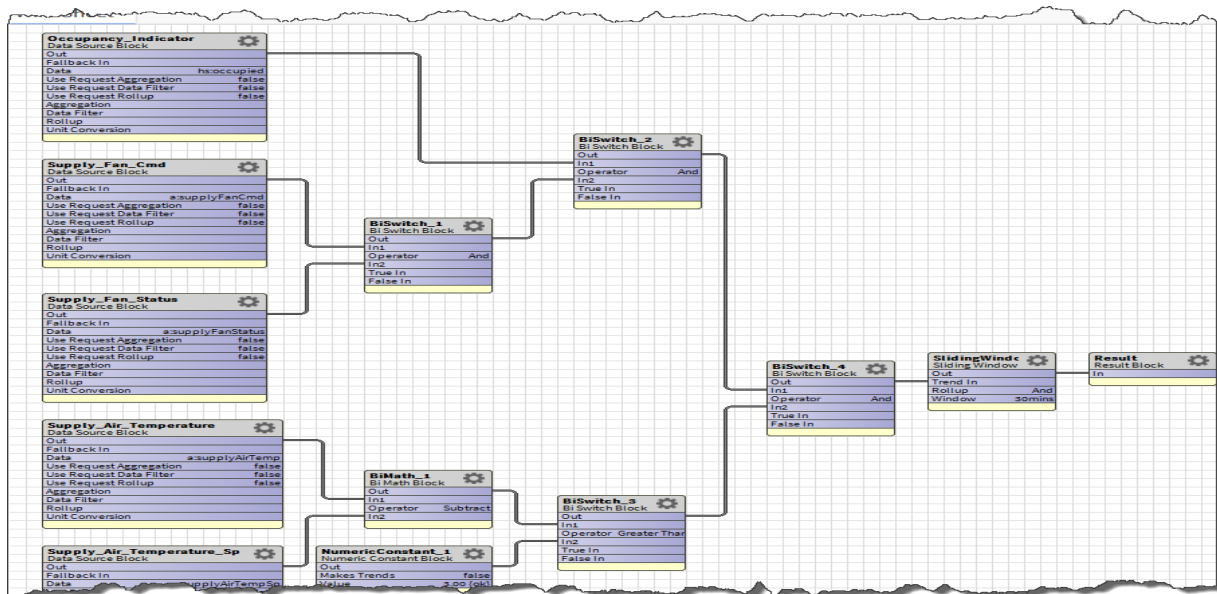 Occupancy_Indicator
Data Source Block
Out
Fallback In
Data hs:occupied
Use Request Aggregation false
Use Request Data Filter false
Use Request Rollup false
Aggregation
Data Filter
Rollup
Unit Conversion
Supply_Fan_Cmd
Data Source Block
Out
Fallback In
Data a:supplyFanCmd
Use Request Aggregation false
Use Request Data Filter false
Use Request Rollup false
Aggregation
Data Filter
Rollup
Unit Conversion
Supply_Fan_Status
Data Source Block
Out
Fallback In
Data a:supplyFanStatus
Use Request Aggregation false
Use Request Data Filter false
Use Request Rollup false
Aggregation
Data Filter
Rollup
Unit Conversion
Supply_Air_Temperature
Data Source Block
Out
Fallback In
Data a:supplyAirTemp
Use Request Aggregation false
Use Request Data Filter false
Use Request Rollup false
Aggregation
Data Filter
Rollup
Unit Conversion
Supply_Air_Temperature_Sp
Data Source Block
Out
Fallback In
Data supplyAirTempSp
BiSwitch_1
Bi Switch Block
Out
In1
Operator And
In2
True In
False In
BiMath_1
Bi Math Block
Out
In1
Operator Subtract
In2
NumericConstant_1
Numeric Constant Block
Out
Makes Trends false
Value 3.00 {ok}
BiSwitch_2
Bi Switch Block
Out
In1
Operator And
In2
True In
False In
BiSwitch_3
Bi Switch Block
Out
In1
Operator Greater Than
In2
True In
False In
BiSwitch_4
Bi Switch Block
Out
In1
Operator And
In2
True In
False In
SlidingWindo
Sliding Window
Out
Trend In
Rollup And
Window 30mins
Result
Result Block
In